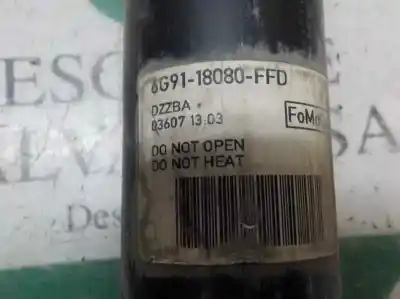 6G91-18080-FFD
DZZBA
03607 13:03
FoMo
DO NOT OPEN
DO NOT HEAT